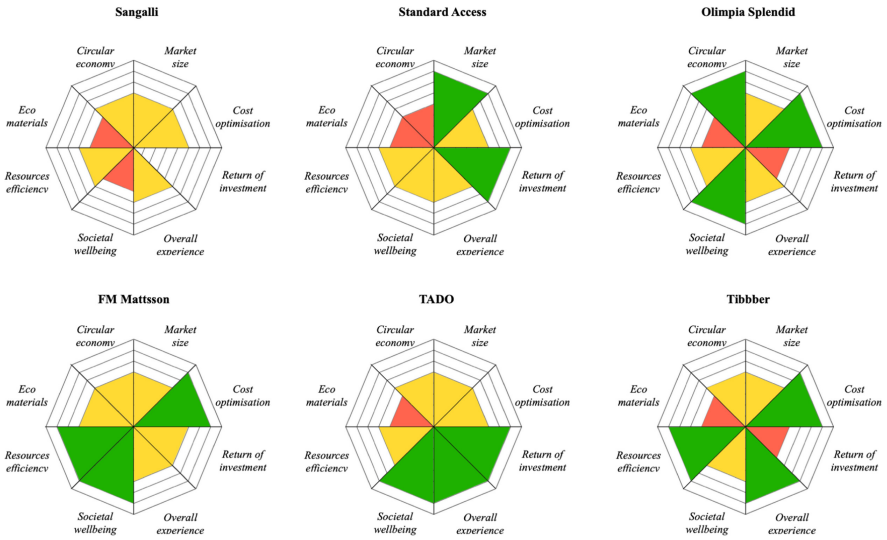 Sangalli
Circular
economy
Market
size
Eco
materials
Cost
optimisation
Resources
efficiency
Return of
investment
Societal
wellbeing
Overall
experience
Standard Access
Circular
economy
Market
size
Eco
materials
Cost
optimisation
Resources
efficiency
Return of
investment
Societal
wellbeing
Overall
experience
Olimpia Splendid
Circular
economy
Market
size
Eco
materials
Cost
optimisation
Resources
efficiency
Return of
investment
Societal
wellbeing
Overall
experience
FM Mattsson
Circular
economy
Market
size
Eco
materials
Cost
optimisation
Resources
efficiency
Return of
investment
Societal
wellbeing
Overall
experience
TADO
Circular
economy
Market
size
Eco
materials
Cost
optimisation
Resources
efficiency
Return of
investment
Societal
wellbeing
Overall
experience
Tibbber
Circular
economy
Market
size
Eco
materials
Cost
optimisation
Resources
efficiency
Return of
investment
Societal
wellbeing
Overall
experience